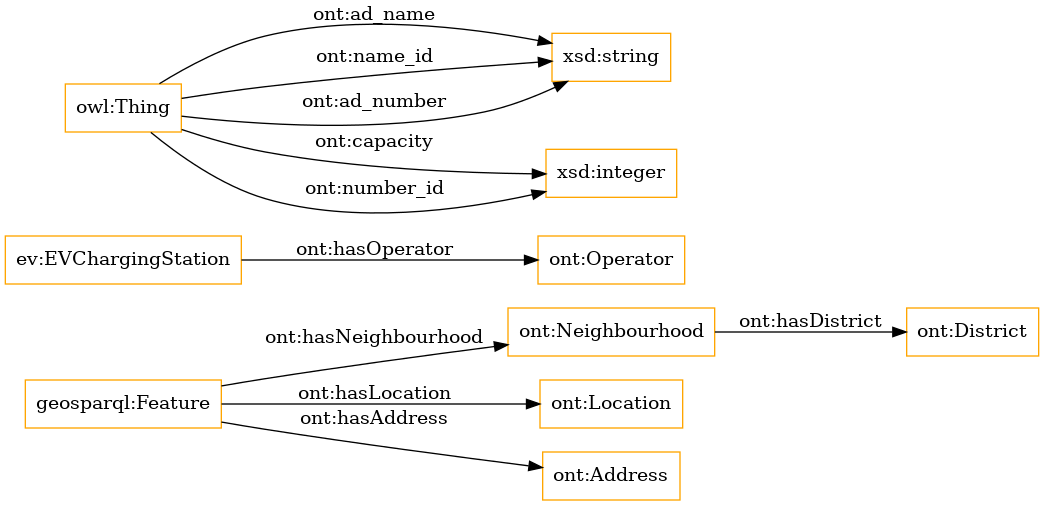 ont:ad_name
xsd:string
ont:name_id
owl:Thing
ont:ad_number
ont:capacity
xsd:integer
ont:number_id
ev:EVChargingStation
ont:hasOperator
ont:Operator
ont:hasNeighbourhood
ont:Neighbourhood
ont:hasDistrict
ont:District
geosparql:Feature
ont:hasLocation
ont:Location
ont:hasAddress
ont:Address